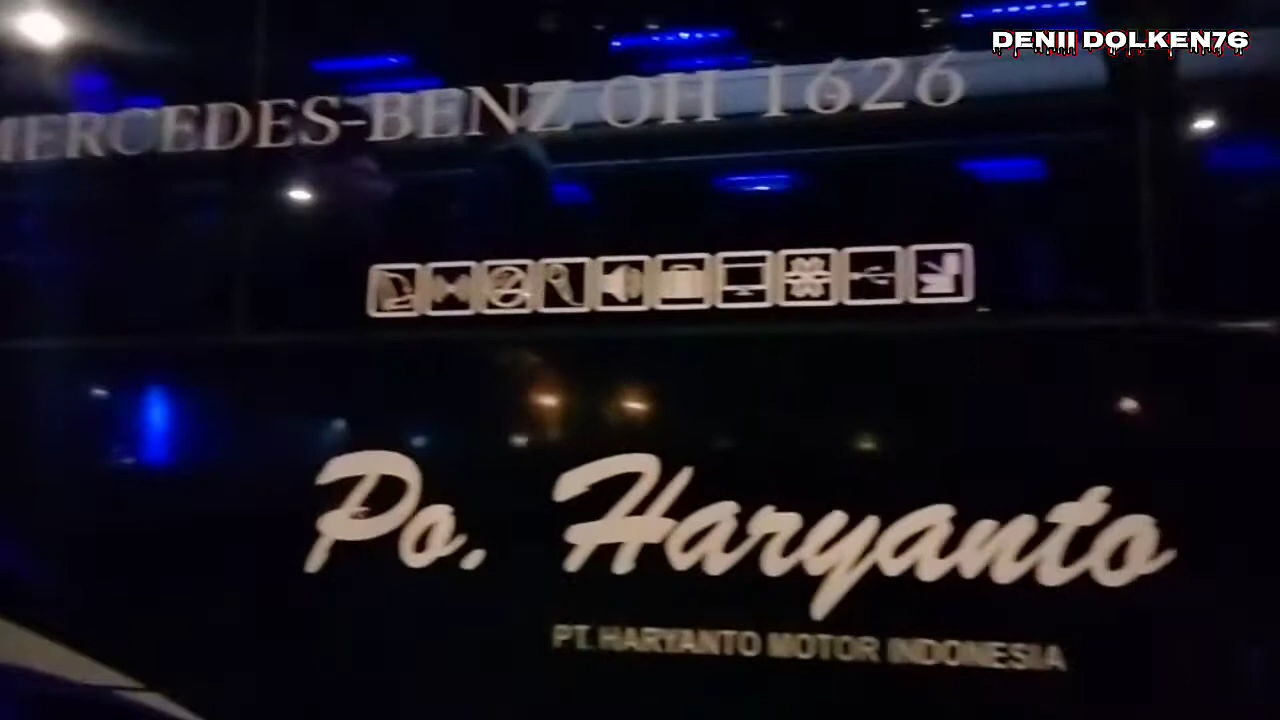 DENII DOLKEN76
MERCEDES-BENZ OH 1626
Po. Haryanto
PT. HARYANTO MOTOR INDONESIA